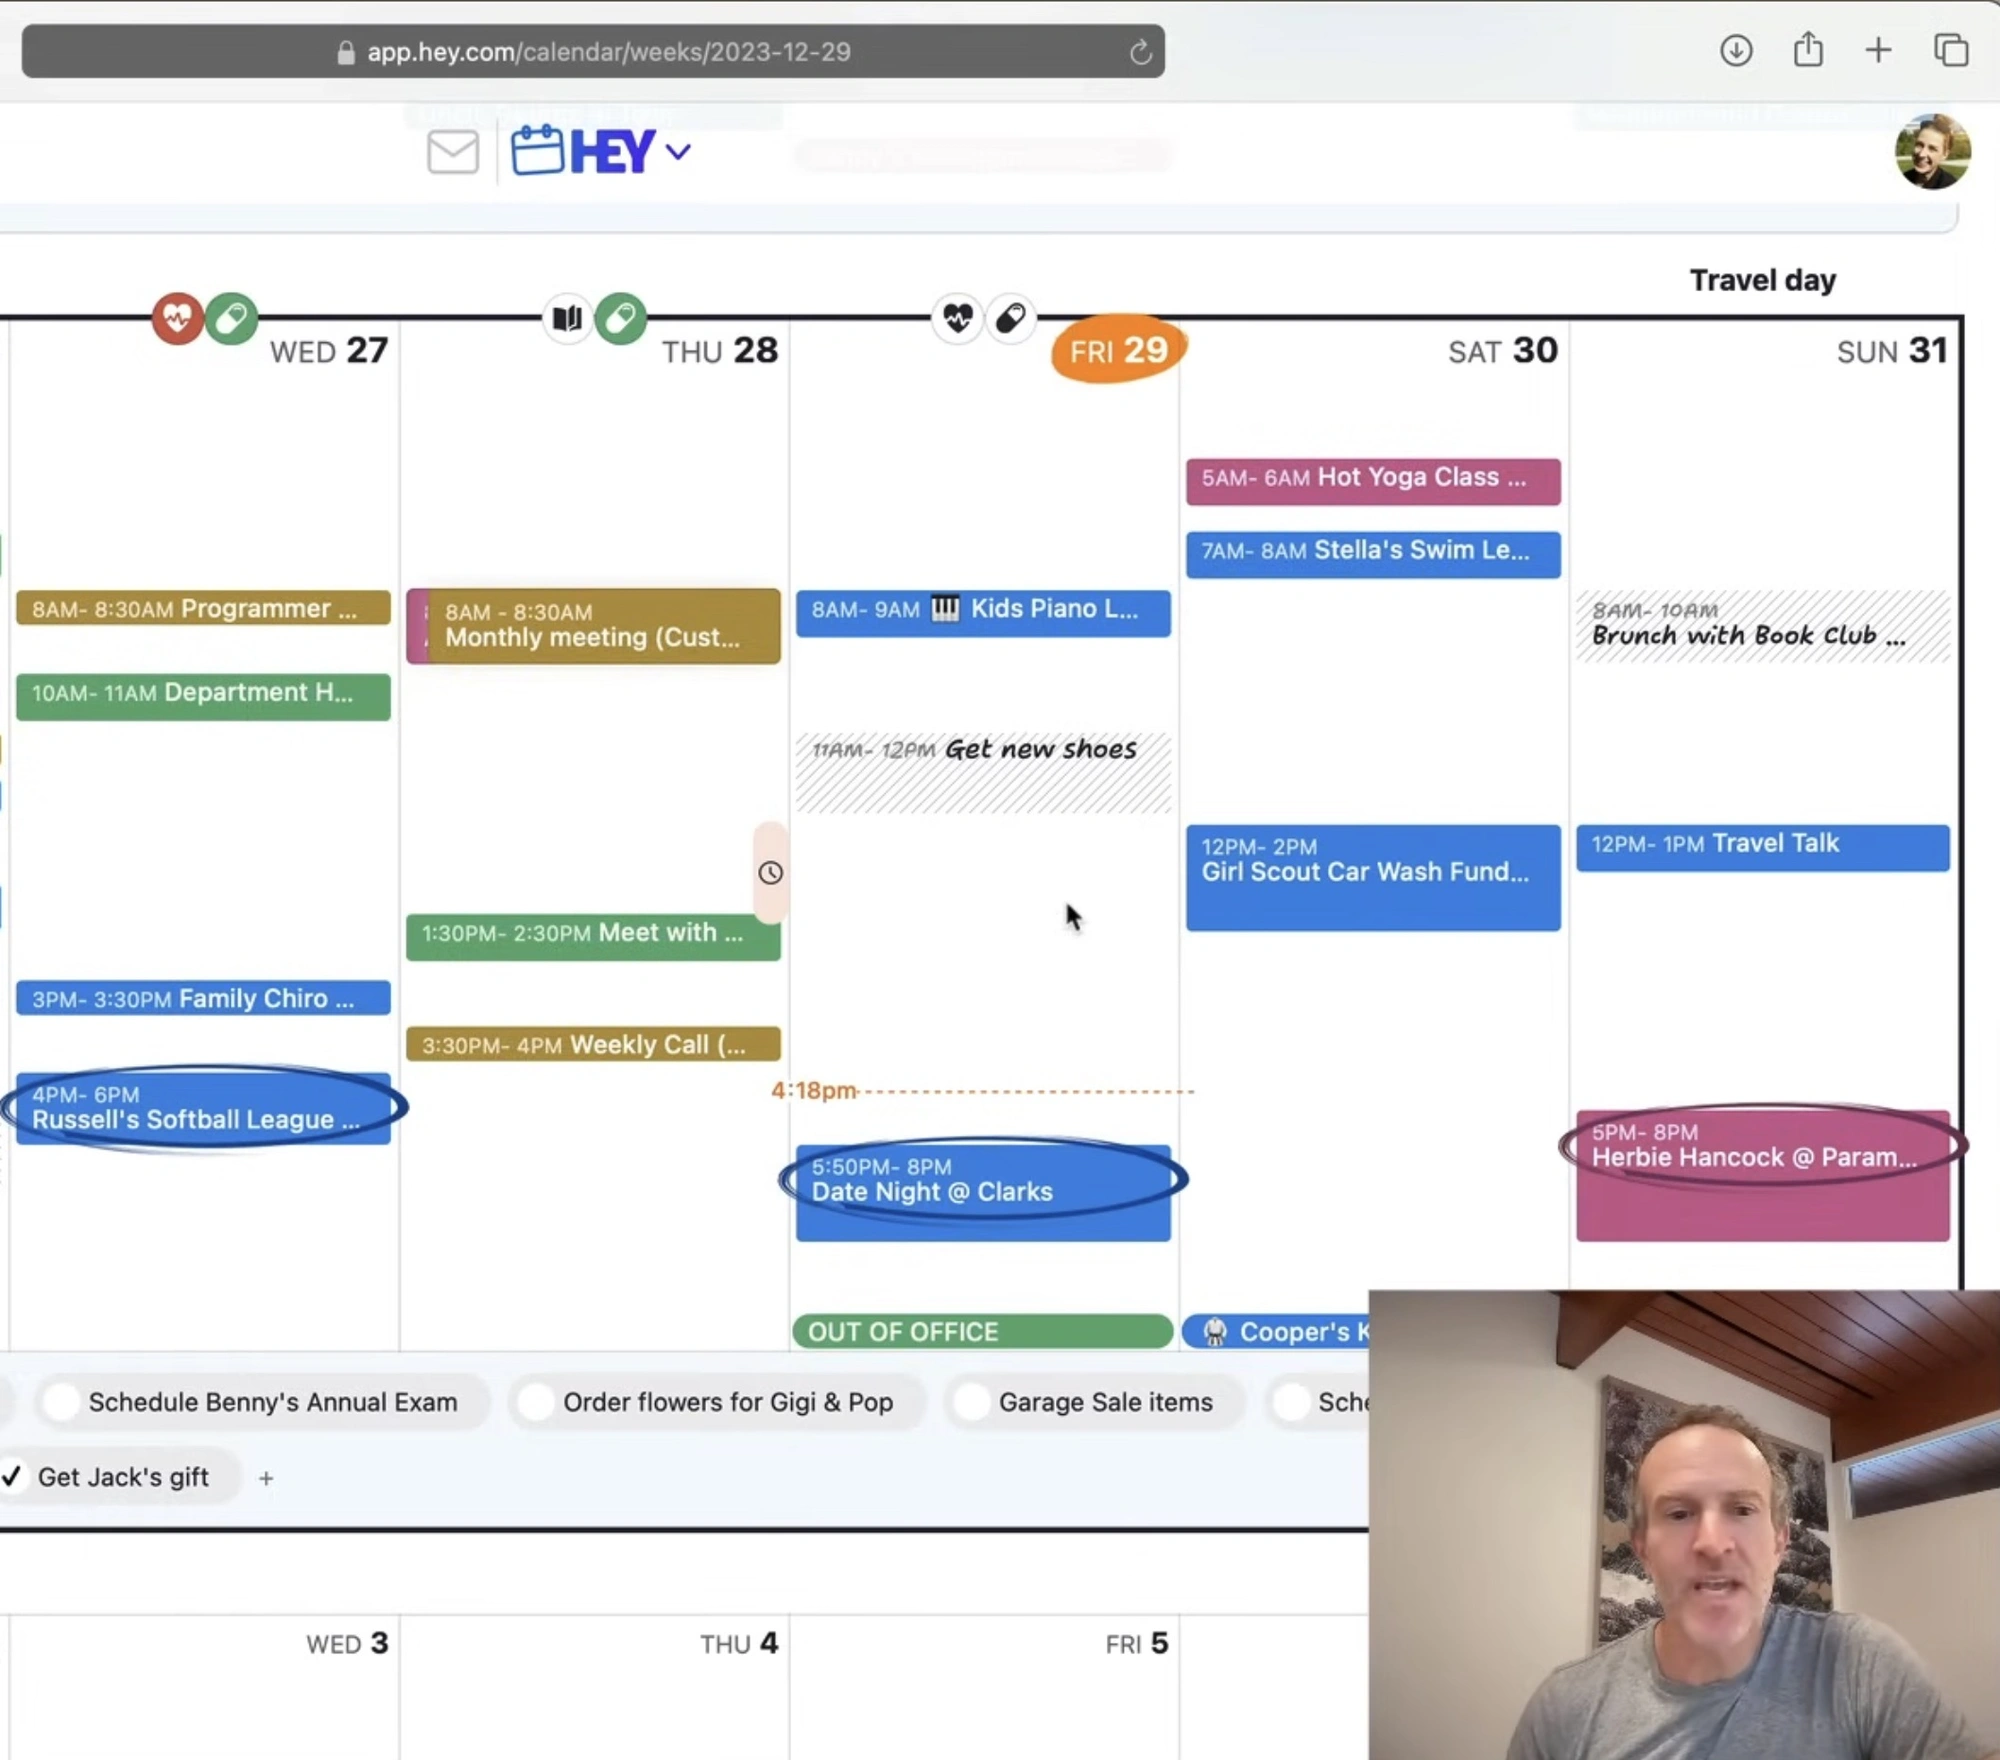 app.hey.com/calendar/weeks/2023-12-29
HEY
Travel day
WED 27
THU 28
FRI 29
SAT 30
SUN 31
8AM- 8:30AM Programmer ...
10AM- 11AM Department H...
3PM- 3:30PM Family Chiro ...
4PM- 6PM
Russell's Softball League ...
8AM - 8:30AM
Monthly meeting (Cust...
1:30PM- 2:30PM Meet with ...
3:30PM- 4PM Weekly Call (...
8AM- 9AM 🎹 Kids Piano L...
11AM- 12PM Get new shoes
4:18pm
5:50PM- 8PM
Date Night @ Clarks
OUT OF OFFICE
5AM- 6AM Hot Yoga Class ...
7AM- 8AM Stella's Swim Le...
12PM- 2PM
Girl Scout Car Wash Fund...
🥋 Cooper's K
8AM- 10AM
Brunch with Book Club ...
12PM- 1PM Travel Talk
5PM- 8PM
Herbie Hancock @ Param...
Schedule Benny's Annual Exam
Order flowers for Gigi & Pop
Garage Sale items
Sche
✓ Get Jack's gift +
WED 3
THU 4
FRI 5